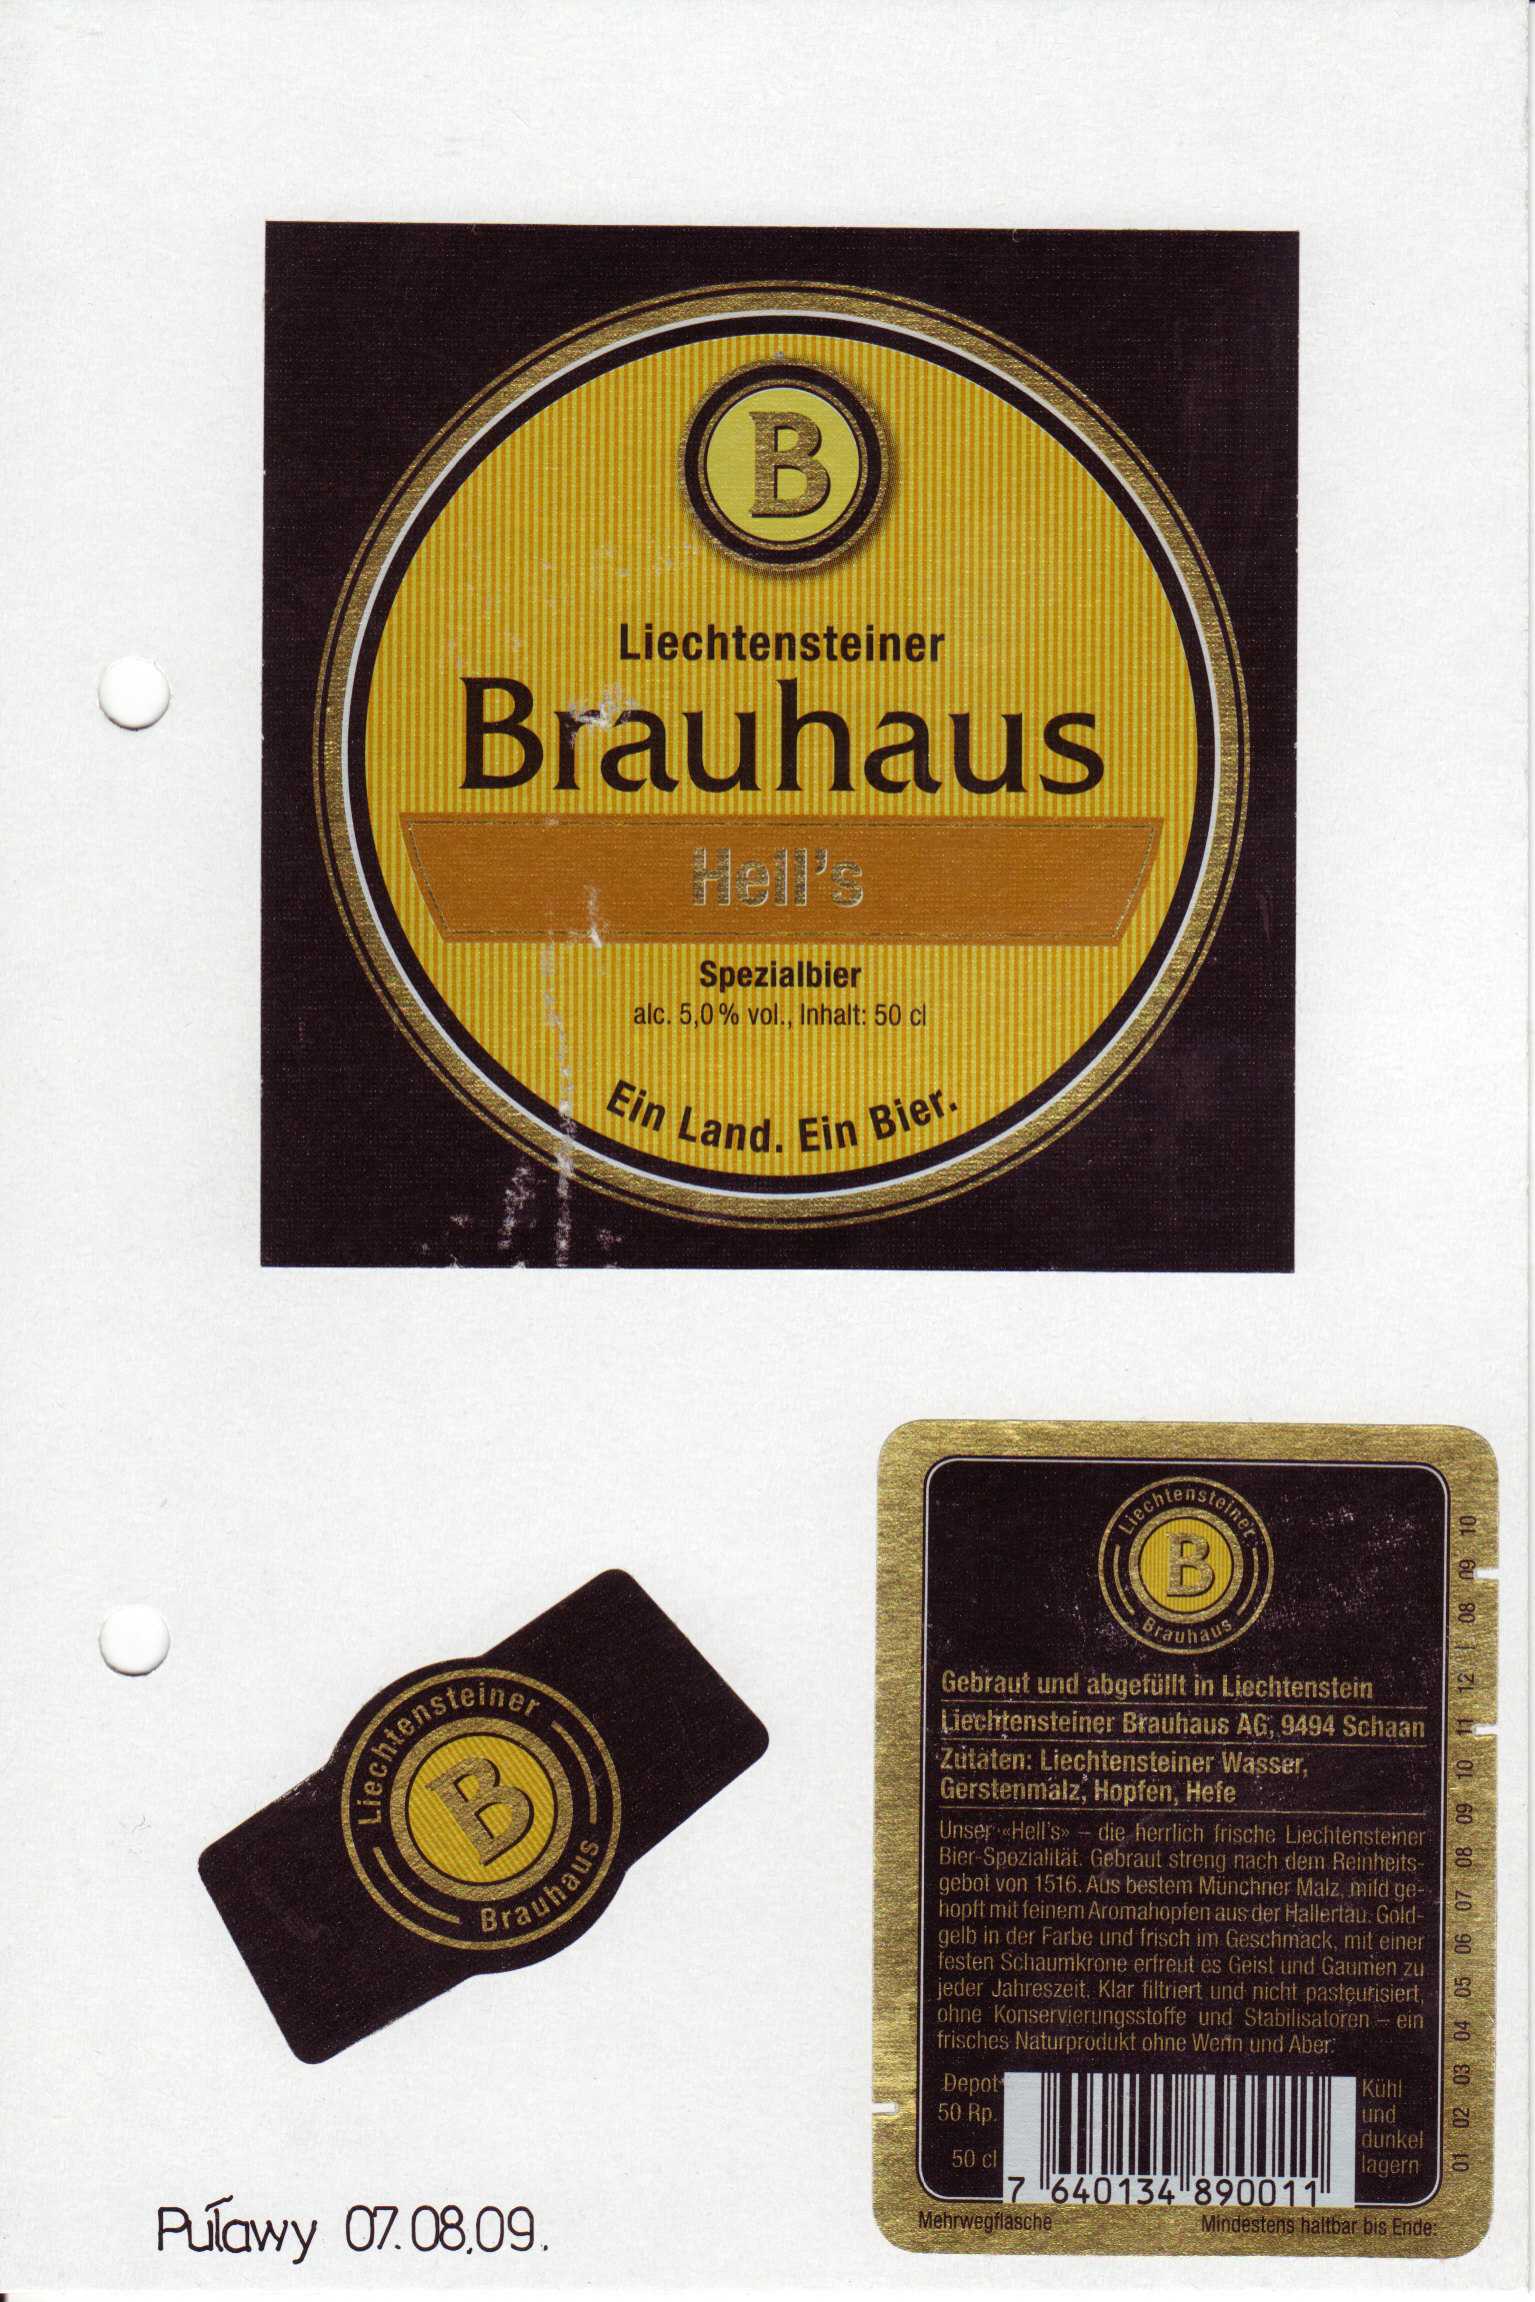 B
Liechtensteiner
Brauhaus
Hell's
Spezialbier
alc. 5,0 % vol., Inhalt: 50 cl
Ein Land. Ein Bier.
Liechtensteiner
B
Brauhaus
Liechtensteiner
B
Brauhaus
Gebraut und abgefüllt in Liechtenstein
Liechtensteiner Brauhaus AG, 9494 Schaan
Zutaten: Liechtensteiner Wasser,
Gerstenmalz, Hopfen, Hefe
Unser «Hell's» – die herrlich frische Liechtensteiner
Bier-Spezialität. Gebraut streng nach dem Reinheits-
gebot von 1516. Aus bestem Münchner Malz, mild ge-
hopft mit feinem Aromahopfen aus der Hallertau. Gold-
gelb in der Farbe und frisch im Geschmack, mit einer
festen Schaumkrone erfreut es Geist und Gaumen zu
jeder Jahreszeit. Klar filtriert und nicht pasteurisiert,
ohne Konservierungsstoffe und Stabilisatoren – ein
frisches Naturprodukt ohne Wenn und Aber.
Depot
50 Rp.
50 cl
7 640134 890011
Kühl
und
dunkel
lagern
01 02 03 04 05 06 07 08 09 10 11 12 | 08 09 10
Mehrwegflasche
Mindestens haltbar bis Ende:
Puławy 07.08.09.